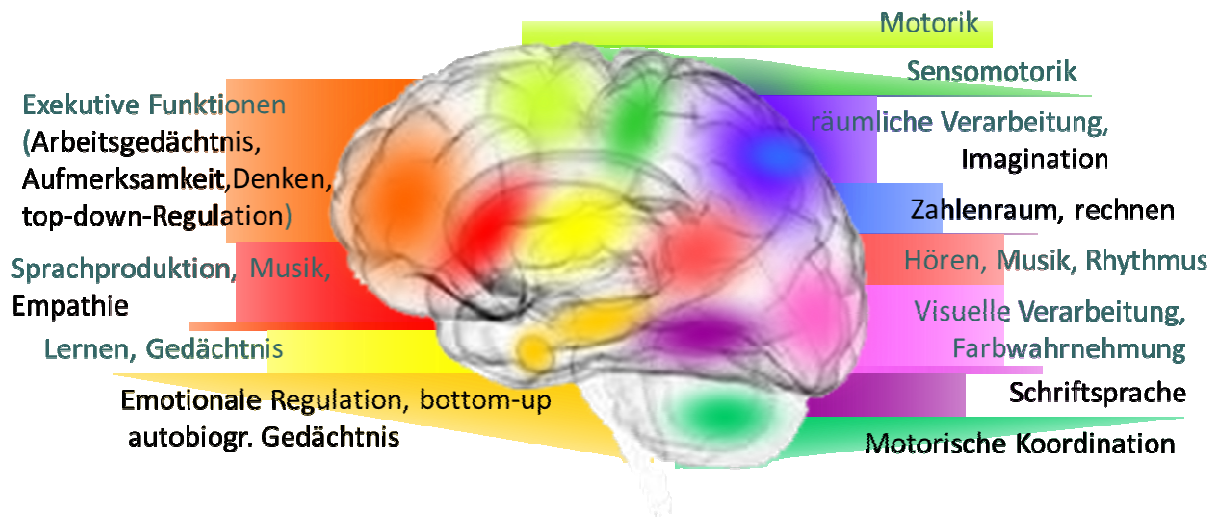 Motorik
Sensomotorik
Exekutive Funktionen
(Arbeitsgedächtnis,
Aufmerksamkeit,Denken,
top-down-Regulation)
räumliche Verarbeitung,
Imagination
Zahlenraum, rechnen
Sprachproduktion, Musik,
Empathie
Hören, Musik, Rhythmus
Visuelle Verarbeitung,
Farbwahrnehmung
Lernen, Gedächtnis
Schriftsprache
Emotionale Regulation, bottom-up
autobiogr. Gedächtnis
Motorische Koordination